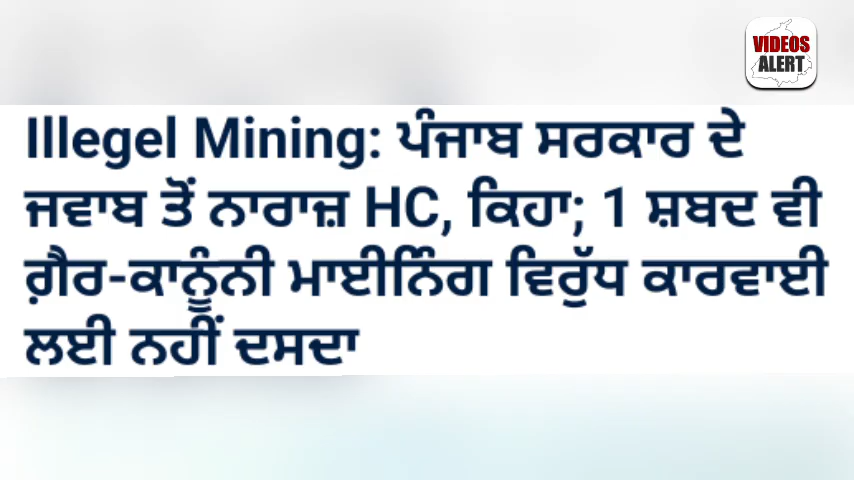 VIDEOS
ALERT
Illegel Mining: ਪੰਜਾਬ ਸਰਕਾਰ ਦੇ
ਜਵਾਬ ਤੋਂ ਨਾਰਾਜ਼ HC, ਕਿਹਾ; 1 ਸ਼ਬਦ ਵੀ
ਗ਼ੈਰ-ਕਾਨੂੰਨੀ ਮਾਈਨਿੰਗ ਵਿਰੁੱਧ ਕਾਰਵਾਈ
ਲਈ ਨਹੀਂ ਦਸਦਾ